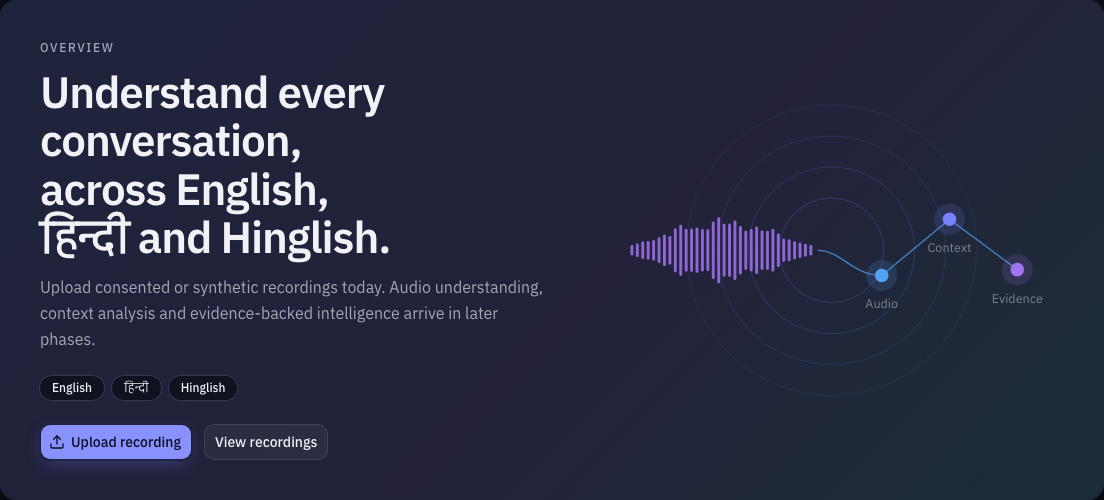 OVERVIEW
Understand every
conversation,
across English,
हिन्दी and Hinglish.
Upload consented or synthetic recordings today. Audio understanding,
context analysis and evidence-backed intelligence arrive in later
phases.
English
हिन्दी
Hinglish
Upload recording
View recordings
Context
Audio
Evidence